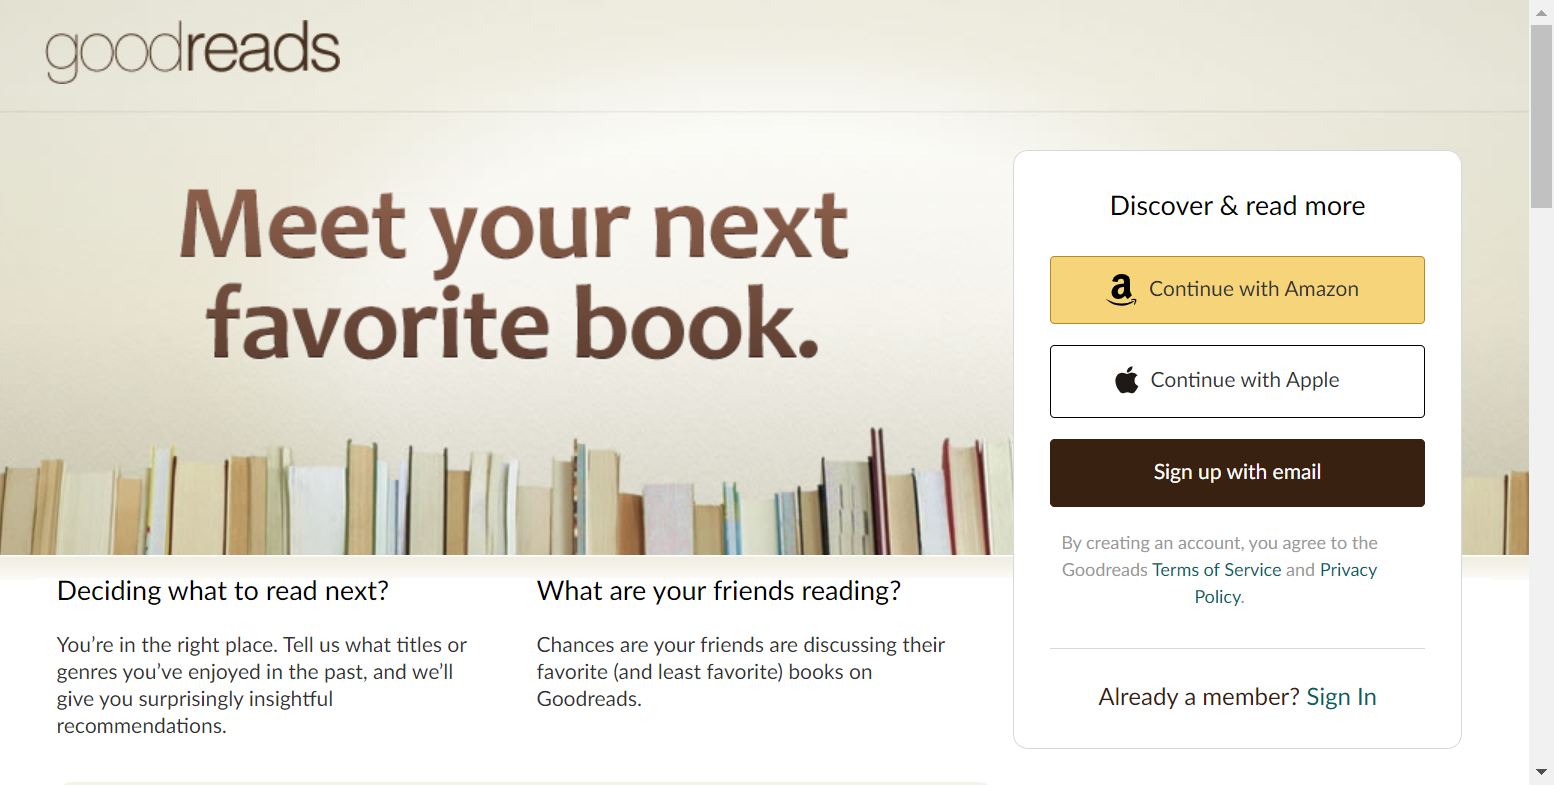 goodreads
Meet your next
favorite book.
Discover & read more
a Continue with Amazon
Continue with Apple
Sign up with email
By creating an account, you agree to the
Goodreads Terms of Service and Privacy
Policy.
Already a member? Sign In
Deciding what to read next?
You’re in the right place. Tell us what titles or
genres you’ve enjoyed in the past, and we’ll
give you surprisingly insightful
recommendations.
What are your friends reading?
Chances are your friends are discussing their
favorite (and least favorite) books on
Goodreads.